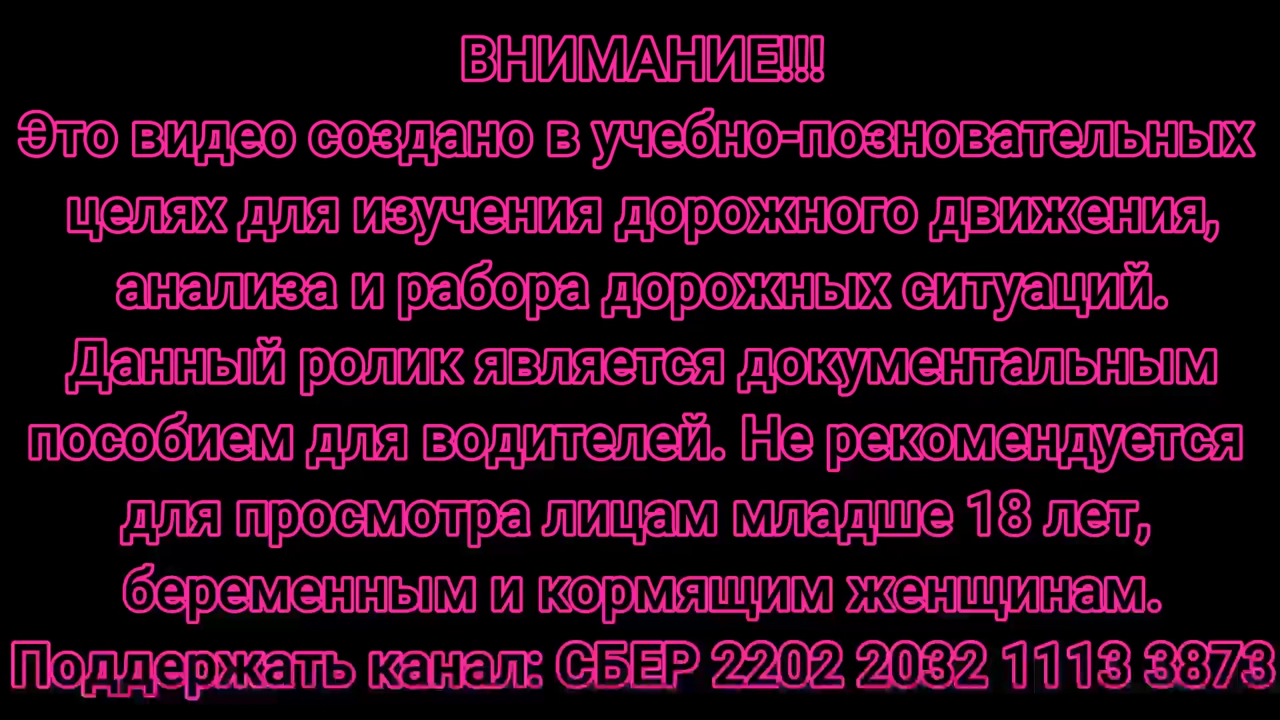 ВНИМАНИЕ!!!
Это видео создано в учебно-позновательных
целях для изучения дорожного движения,
анализа и рабора дорожных ситуаций.
Данный ролик является документальным
пособием для водителей. Не рекомендуется
для просмотра лицам младше 18 лет,
беременным и кормящим женщинам.
Поддержать канал: СБЕР 2202 2032 1113 3873